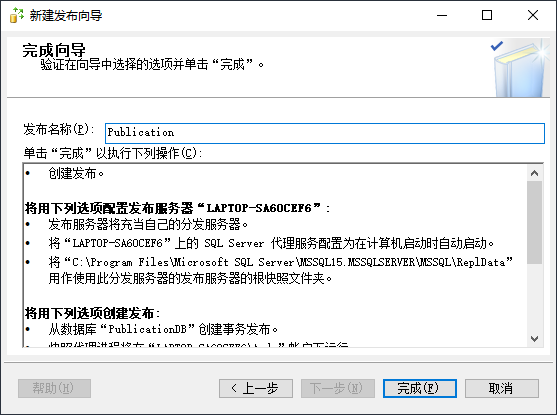 新建发布向导
完成向导
验证在向导中选择的选项并单击“完成”。
发布名称(P):
Publication
单击“完成”以执行下列操作(C):
• 创建发布。
将用下列选项配置发布服务器“LAPTOP-SA6OCEF6”:
• 发布服务器将充当自己的分发服务器。
• 将“LAPTOP-SA6OCEF6”上的 SQL Server 代理服务配置为在计算机启动时自动启动。
• 将“C:\Program Files\Microsoft SQL Server\MSSQL15.MSSQLSERVER\MSSQL\ReplData”
用作使用此分发服务器的发布服务器的根快照文件夹。
将用下列选项创建发布:
• 从数据库“PublicationDB”创建事务发布。
帮助(H)
< 上一步
下一步(N)
完成(F)
取消